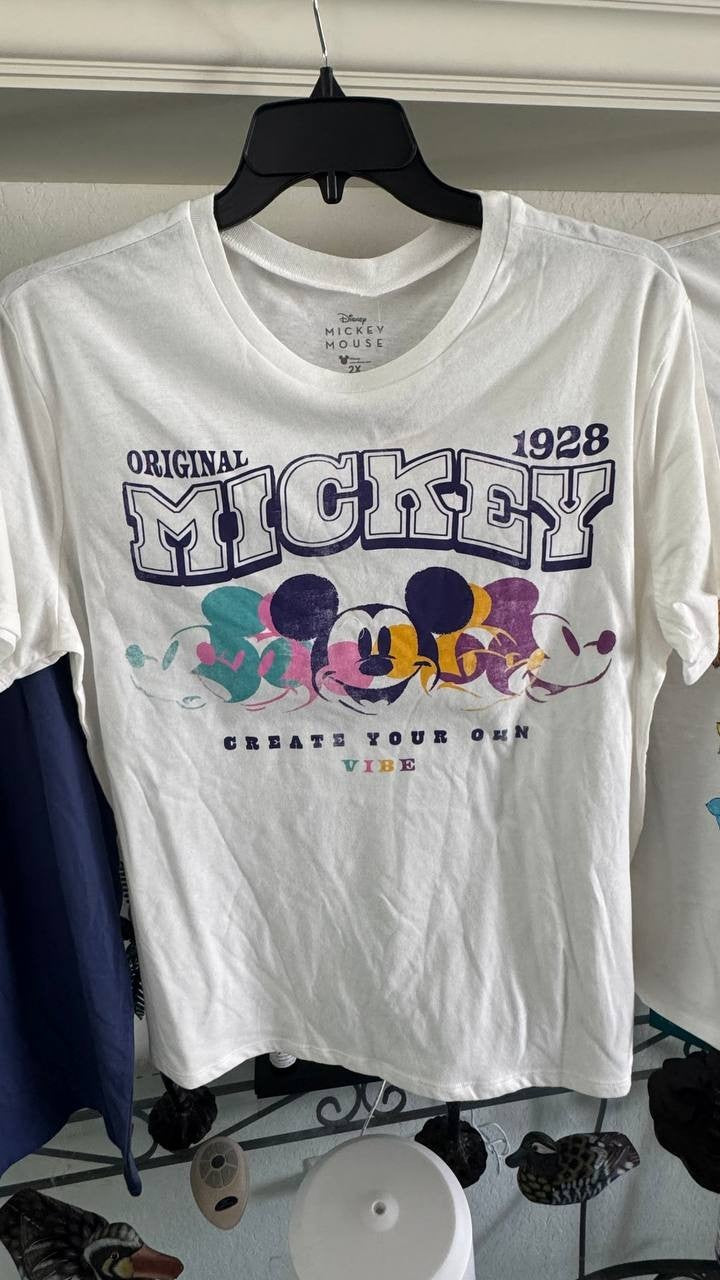 Disney
MICKEY
MOUSE
2X
ORIGINAL
1928
MICKEY
CREATE YOUR OWN
VIBE